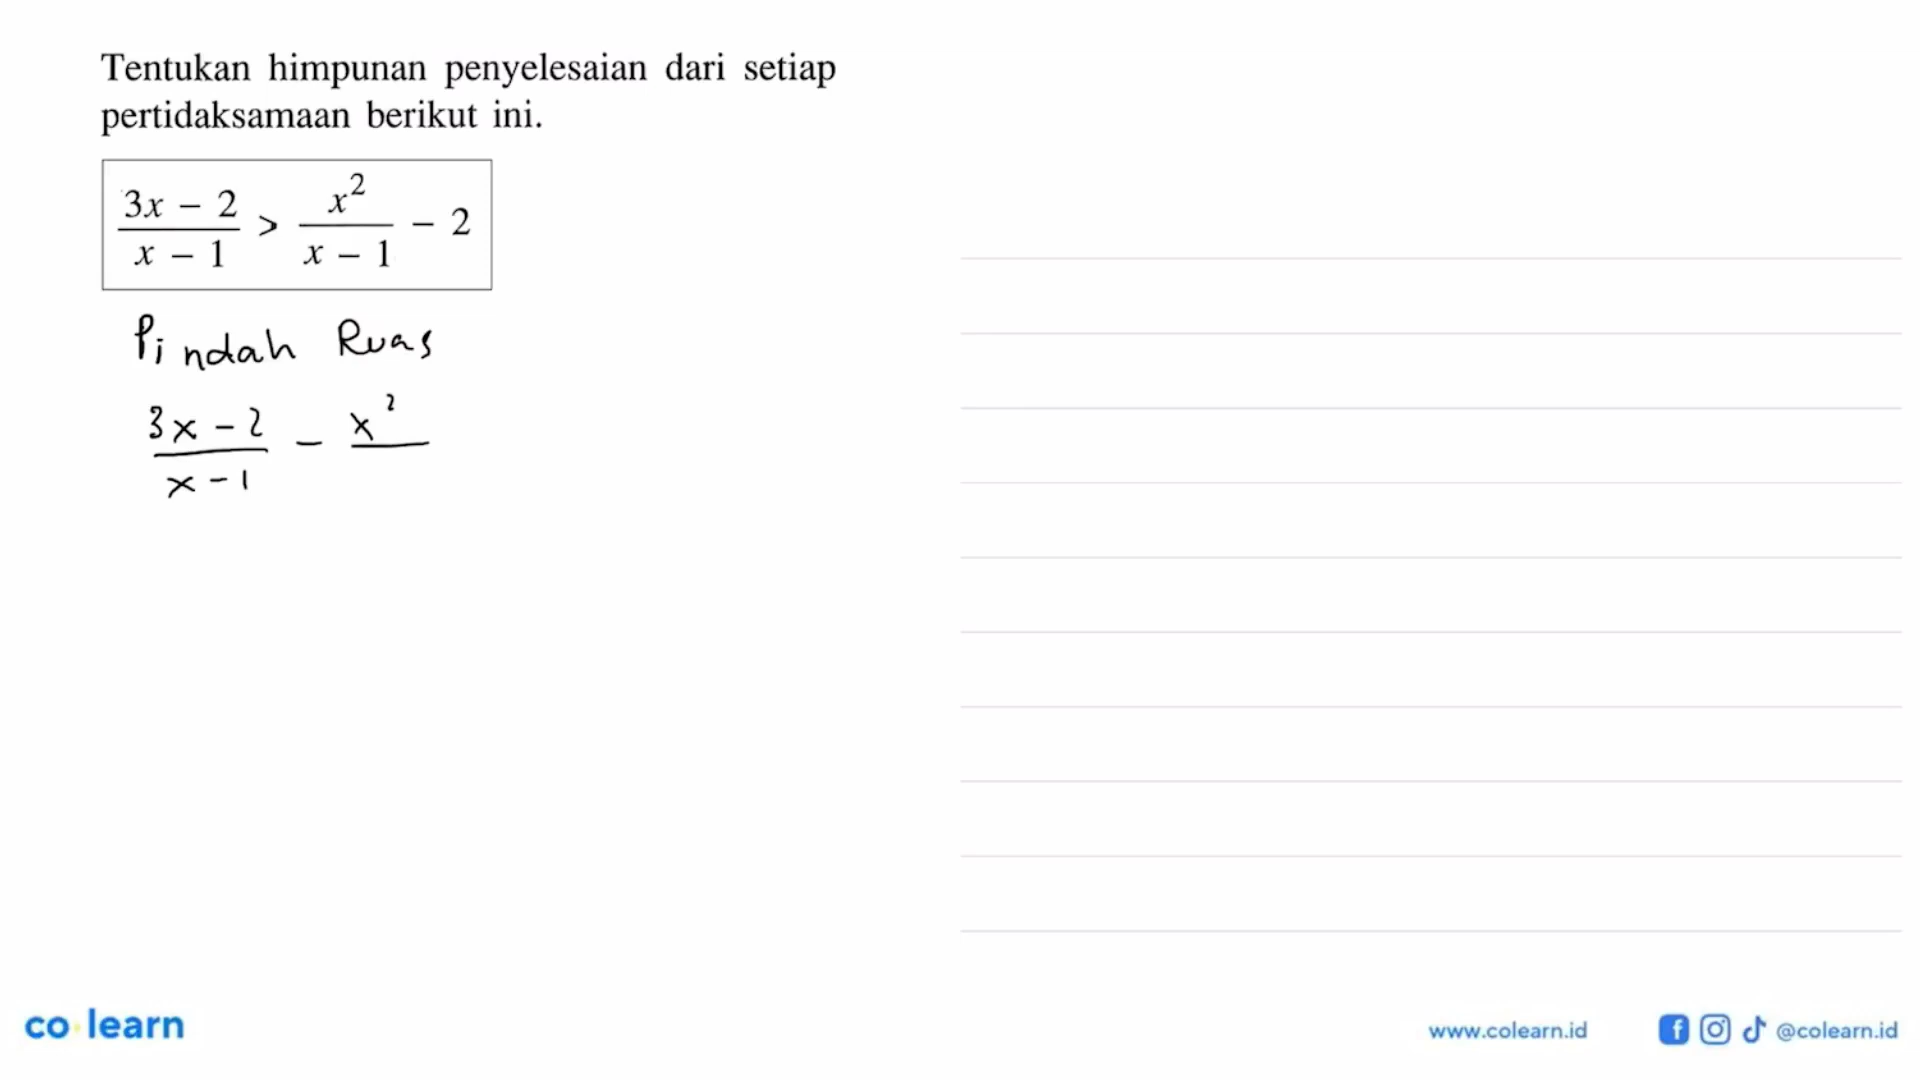 Tentukan himpunan penyelesaian dari setiap
pertidaksamaan berikut ini.
(3x - 2)/(x - 1) > x²/(x - 1) - 2
Pindah Ruas
(3x - 2)/(x - 1) - x²/
co learn
www.colearn.id
@colearn.id